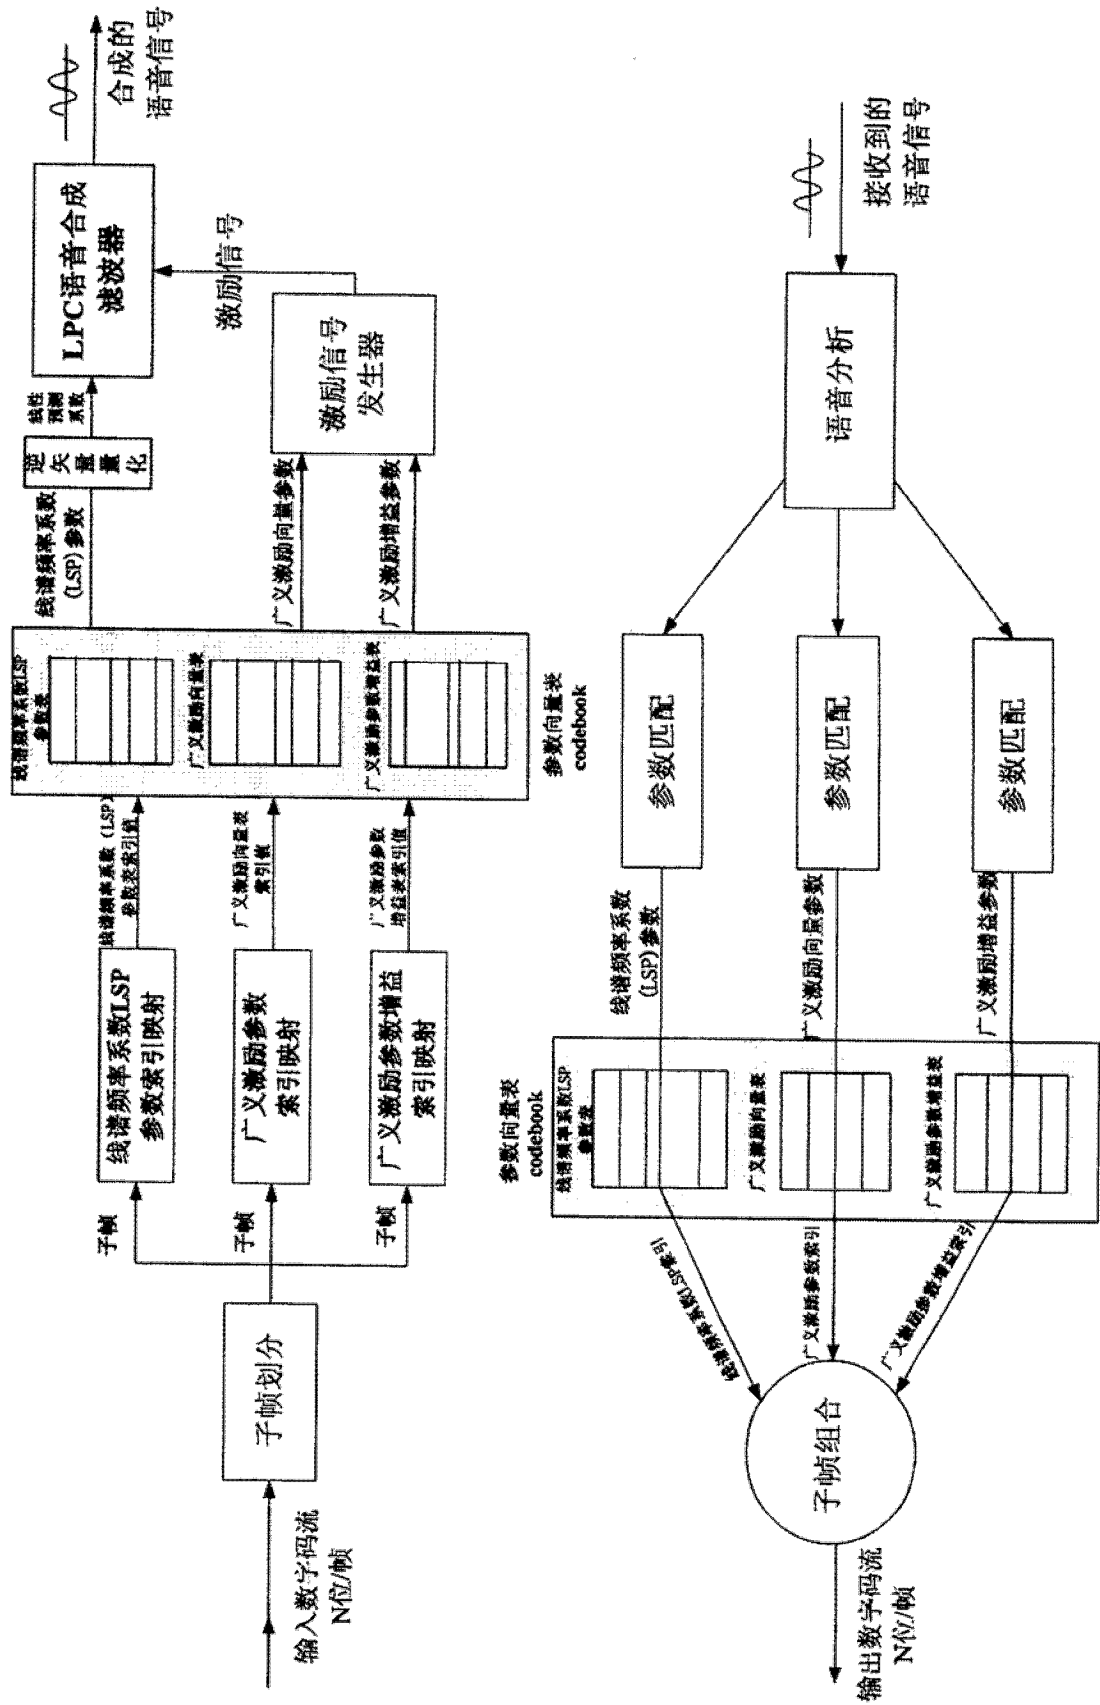 输入数字码流
N位/帧
子帧划分
子帧
子帧
子帧
线谱频率系数LSP
参数索引映射
广义激励参数
索引映射
广义激励参数增益
索引映射
线谱频率系数 (LSP)
参数表索引值
广义激励向量表
索引值
广义激励参数
增益表索引值
线谱频率系数LSP
参数表
广义激励向量表
广义激励参数增益表
参数向量表
codebook
线谱频率系数
(LSP) 参数
广义激励向量参数
广义激励增益参数
逆矢量量化
线性
预测
系数
激励信号
发生器
激励信号
LPC语音合成
滤波器
合成的
语音信号
接收到的
语音信号
语音分析
参数匹配
参数匹配
参数匹配
线谱频率系数
(LSP) 参数
广义激励向量参数
广义激励增益参数
参数向量表
codebook
线谱频率系数LSP
参数表
广义激励向量表
广义激励参数增益表
线谱频率系数LSP索引
广义激励参数索引
广义激励参数增益索引
子帧组合
输出数字码流
N位/帧